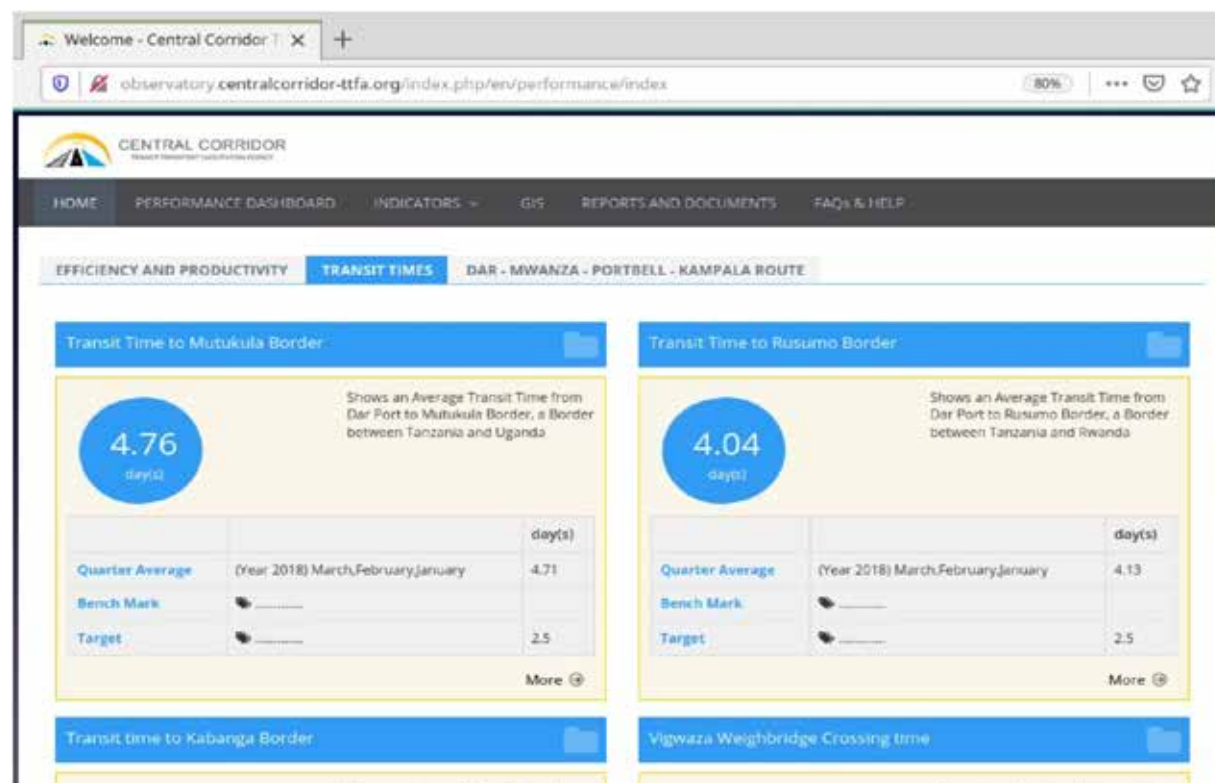 Welcome - Central Corridor T
observatory.centralcorridor-ttfa.org/index.php/en/performance/index
80%
CENTRAL CORRIDOR
TRANSIT TRANSPORT FACILITATION AGENCY
HOME PERFORMANCE DASHBOARD INDICATORS GIS REPORTS AND DOCUMENTS FAQs & HELP
EFFICIENCY AND PRODUCTIVITY TRANSIT TIMES DAR - MWANZA - PORTBELL - KAMPALA ROUTE
Transit Time to Mutukula Border
4.76
day(s)
Shows an Average Transit Time from
Dar Port to Mutukula Border, a Border
between Tanzania and Uganda
day(s)
Quarter Average (Year 2018) March,February,January 4.71
Bench Mark ............
Target ............ 2.5
More
Transit Time to Rusumo Border
4.04
day(s)
Shows an Average Transit Time from
Dar Port to Rusumo Border, a Border
between Tanzania and Rwanda
day(s)
Quarter Average (Year 2018) March,February,January 4.13
Bench Mark ............
Target ............ 2.5
More
Transit time to Kabanga Border
Vigwaza Weighbridge Crossing time